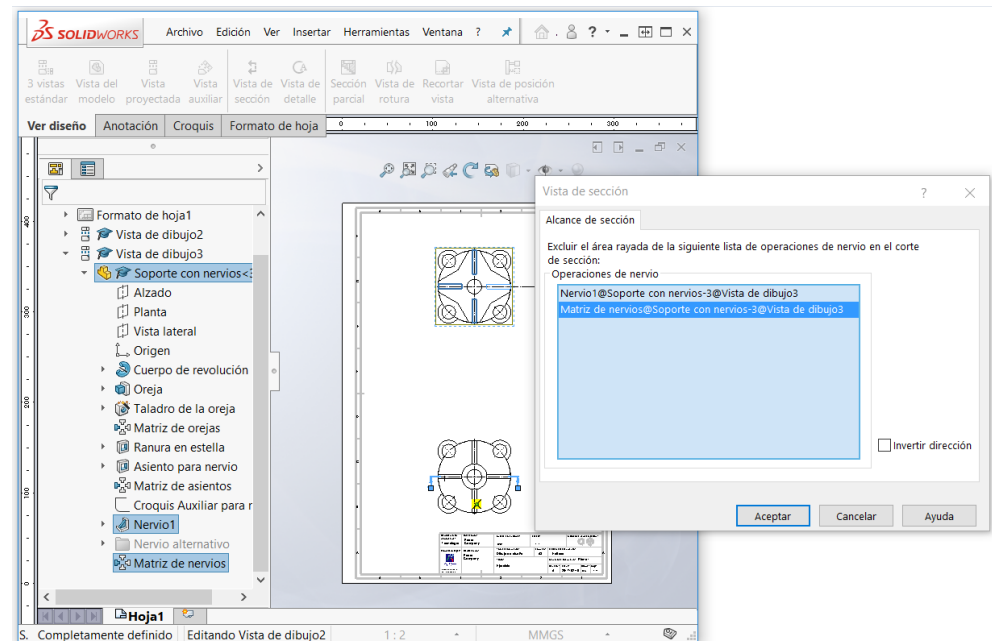 SOLIDWORKS Archivo Edición Ver Insertar Herramientas Ventana ? ?
3 vistas Vista del Vista Vista Vista de Vista de Sección Vista de Recortar Vista de posición
estándar modelo proyectada auxiliar sección detalle parcial rotura vista alternativa
Ver diseño Anotación Croquis Formato de hoja
0 100 200 300
Formato de hoja1
Vista de dibujo2
Vista de dibujo3
Soporte con nervios<3
Alzado
Planta
Vista lateral
Origen
Cuerpo de revolución
Oreja
Taladro de la oreja
Matriz de orejas
Ranura en estella
Asiento para nervio
Matriz de asientos
Croquis Auxiliar para r
Nervio1
Nervio alternativo
Matriz de nervios
400
300
200
100
0
Vista de sección ?
Alcance de sección
Excluir el área rayada de la siguiente lista de operaciones de nervio en el corte
de sección:
Operaciones de nervio
Nervio1@Soporte con nervios-3@Vista de dibujo3
Matriz de nervios@Soporte con nervios-3@Vista de dibujo3
Invertir dirección
Aceptar Cancelar Ayuda
Hoja1
S. Completamente definido Editando Vista de dibujo2 1 : 2 MMGS